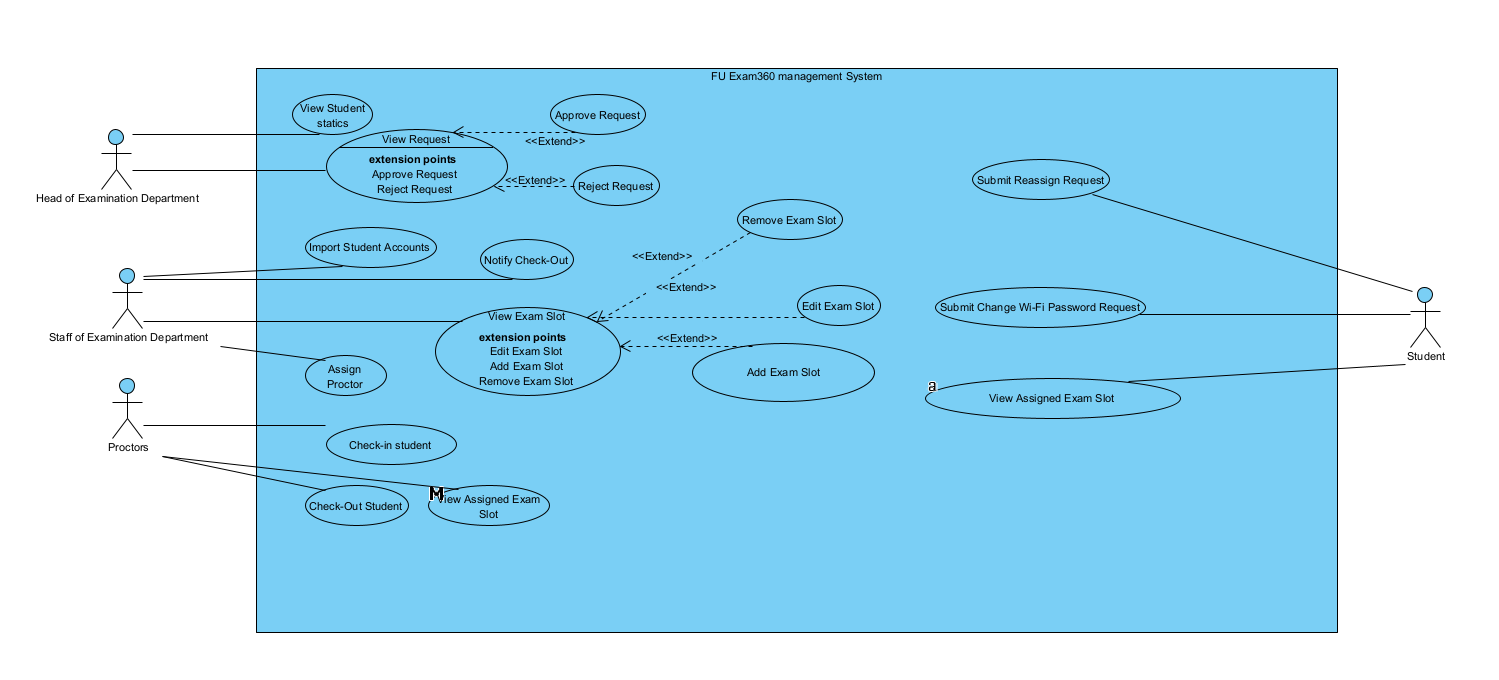 FU Exam360 management System
View Student
statics
Approve Request
<<Extend>>
View Request
extension points
Approve Request
Reject Request
<<Extend>>
Reject Request
Head of Examination Department
Submit Reassign Request
Remove Exam Slot
Import Student Accounts
Notify Check-Out
<<Extend>>
<<Extend>>
Edit Exam Slot
Submit Change Wi-Fi Password Request
Staff of Examination Department
View Exam Slot
extension points
Edit Exam Slot
Add Exam Slot
Remove Exam Slot
<<Extend>>
Add Exam Slot
Student
Assign
Proctor
a
View Assigned Exam Slot
Proctors
Check-in student
Check-Out Student
M
View Assigned Exam
Slot